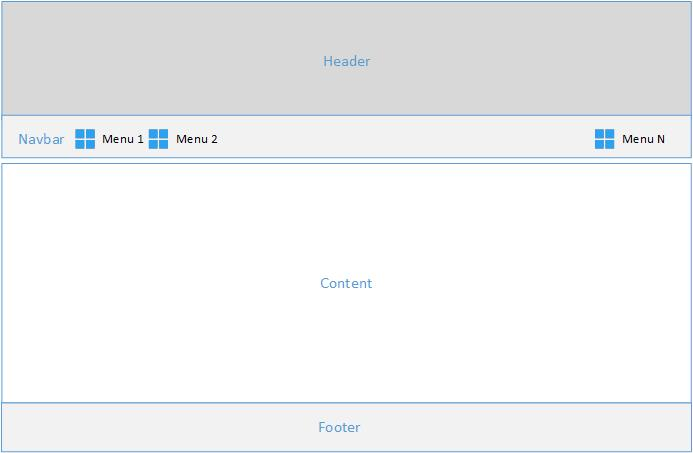 Header
Navbar Menu 1 Menu 2 Menu N
Content
Footer